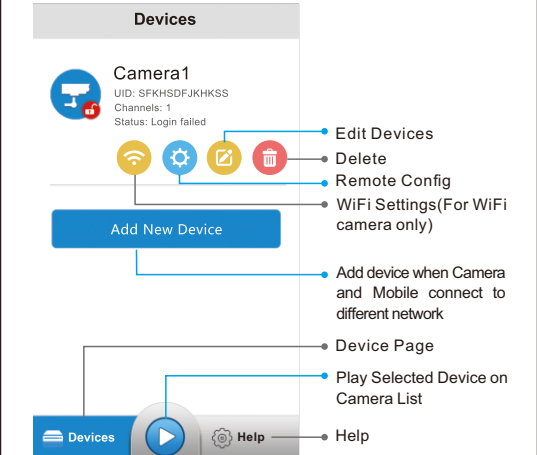 Devices
Camera1
UID: SFKHSDFJKHKSS
Channels: 1
Status: Login failed
Edit Devices
Delete
Remote Config
WiFi Settings(For WiFi
camera only)
Add New Device
Add device when Camera
and Mobile connect to
different network
Device Page
Play Selected Device on
Camera List
Devices
Help
Help